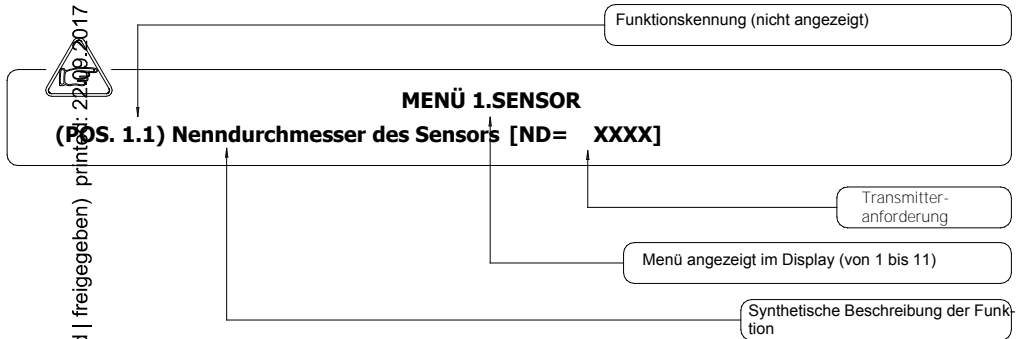 Funktionskennung (nicht angezeigt)
MENÜ 1.SENSOR
(POS. 1.1) Nenndurchmesser des Sensors [ND= XXXX]
Transmitter-
anforderung
Menü angezeigt im Display (von 1 bis 11)
Synthetische Beschreibung der Funk-
tion
d | freigegeben) printed: 22.09.2017